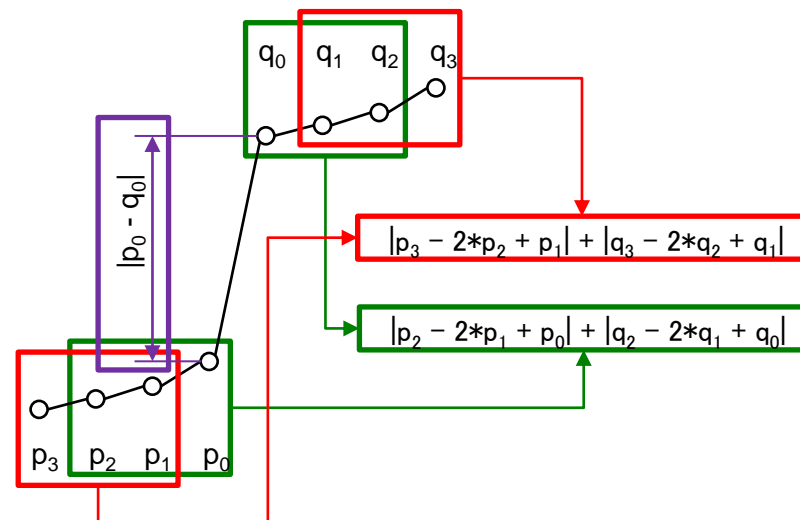 q₀ q₁ q₂ q₃
|p₀ - q₀|
|p₃ − 2*p₂ + p₁| + |q₃ − 2*q₂ + q₁|
|p₂ − 2*p₁ + p₀| + |q₂ − 2*q₁ + q₀|
p₃ p₂ p₁ p₀